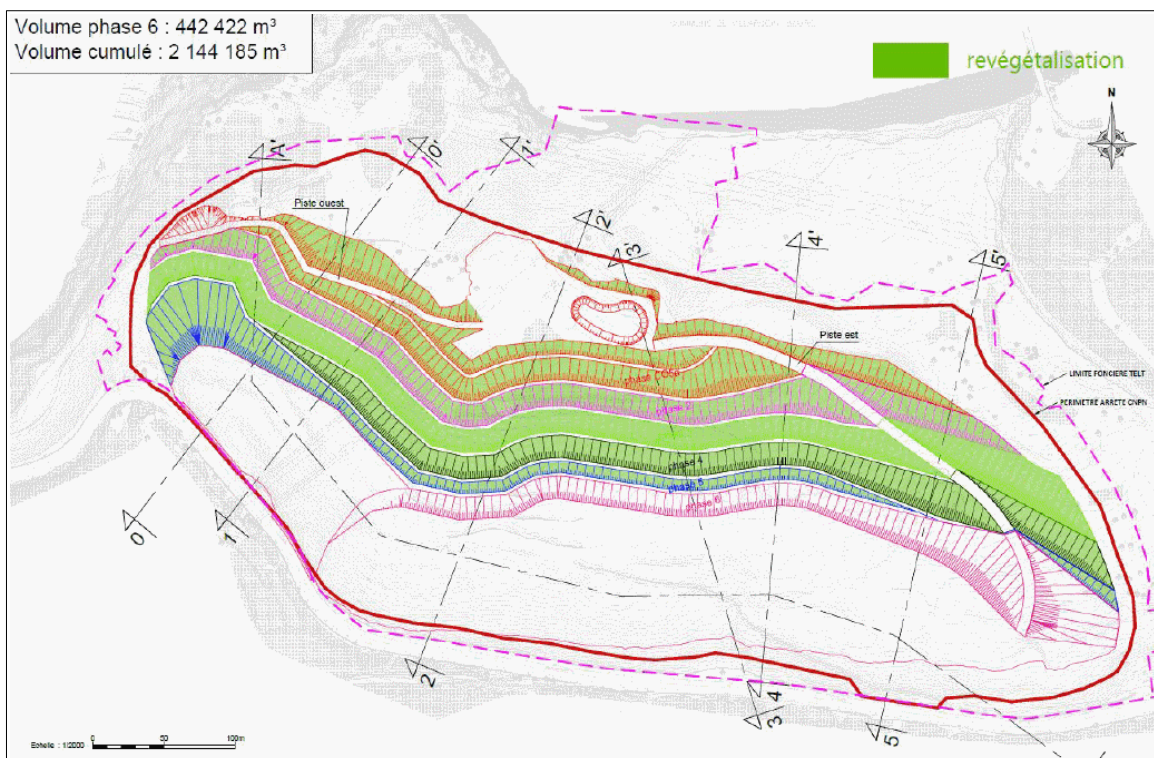 Volume phase 6 : 442 422 m³
Volume cumulé : 2 144 185 m³
revégétalisation
N
A'
0'
1'
Piste ouest
2'
3'
4'
5'
Piste est
LIMITE FONCIERE TELT
PERIMETRE ARRETE CNPN
phase 2
phase 4
phase 5
phase 6
0
1
2
3
4
5
Echelle : 1/2000
0 50 100m